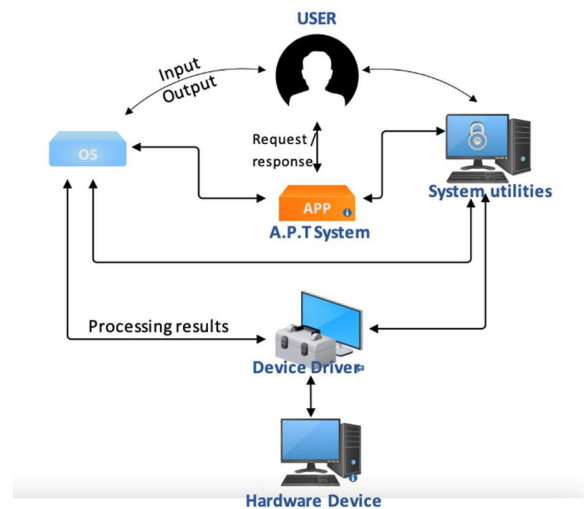 USER
Input
Output
Request /
response
OS
APP
A.P.T System
System utilities
Processing results
Device Driver
Hardware Device